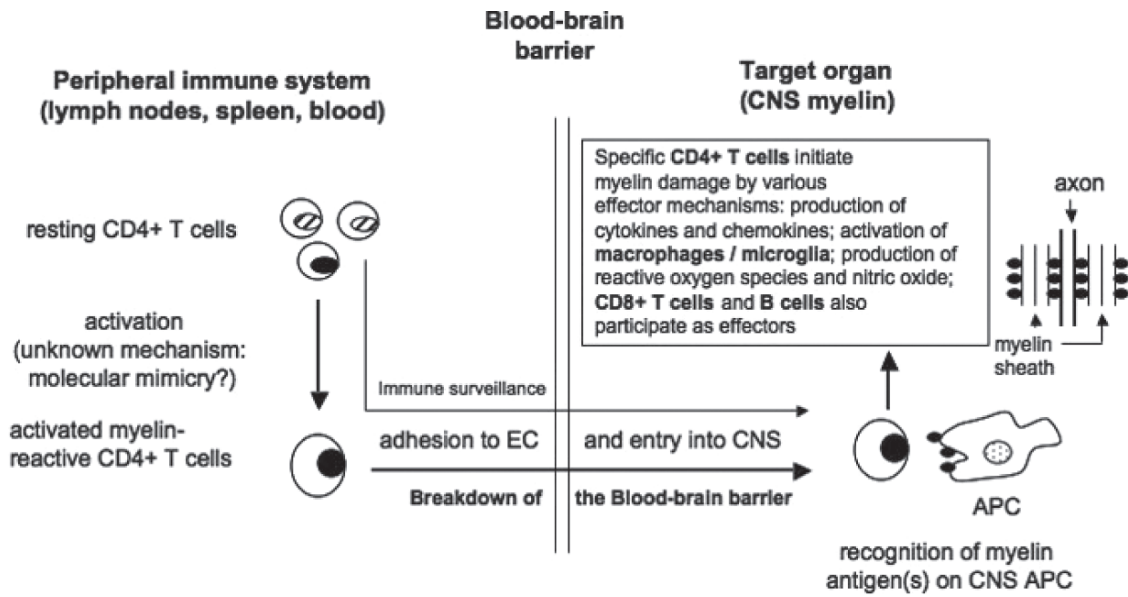 Blood-brain
barrier
Peripheral immune system
(lymph nodes, spleen, blood)
Target organ
(CNS myelin)
Specific CD4+ T cells initiate
myelin damage by various
effector mechanisms: production of
cytokines and chemokines; activation of
macrophages / microglia; production of
reactive oxygen species and nitric oxide;
CD8+ T cells and B cells also
participate as effectors
axon
myelin
sheath
resting CD4+ T cells
activation
(unknown mechanism:
molecular mimicry?)
Immune surveillance
activated myelin-
reactive CD4+ T cells
adhesion to EC
and entry into CNS
Breakdown of
the Blood-brain barrier
APC
recognition of myelin
antigen(s) on CNS APC